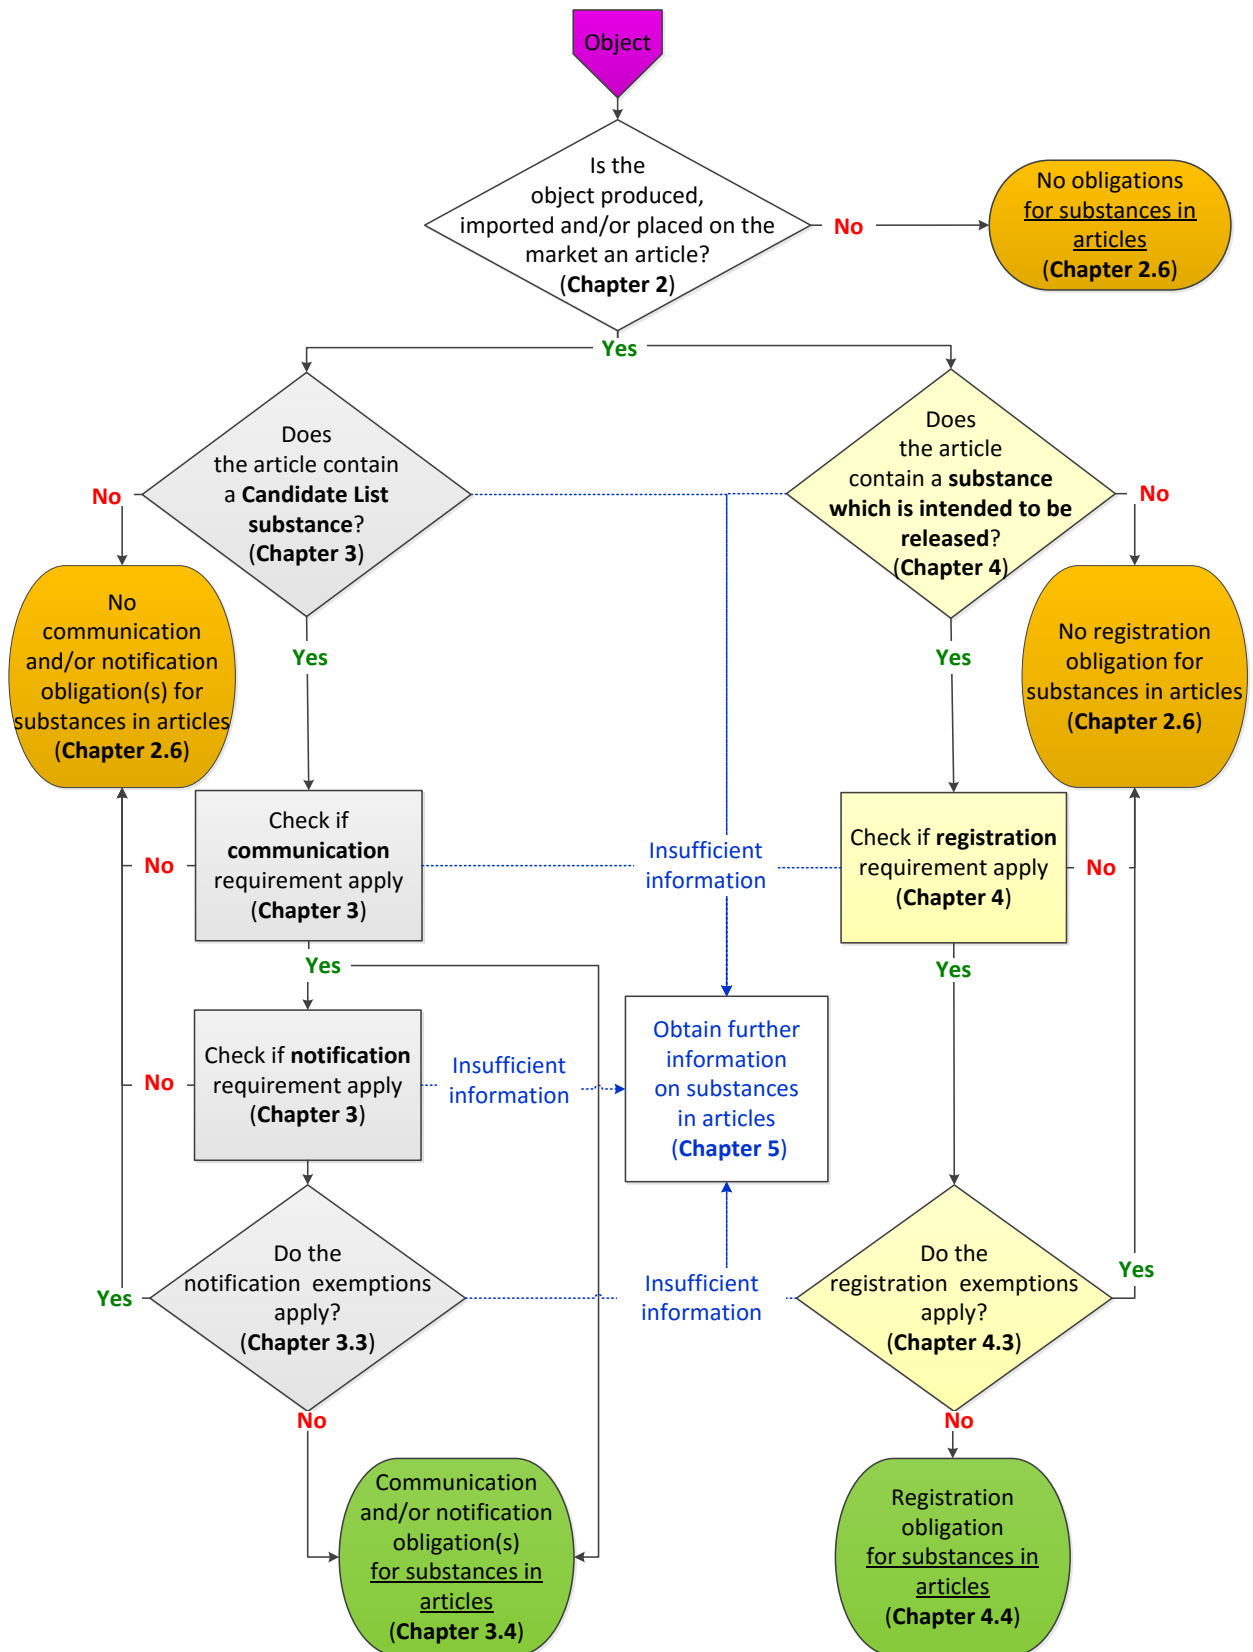 Object
Is the
object produced,
imported and/or placed on the
market an article?
(Chapter 2)
No
No obligations
for substances in
articles
(Chapter 2.6)
Yes
Does
the article contain
a Candidate List
substance?
(Chapter 3)
No
Does
the article
contain a substance
which is intended to be
released?
(Chapter 4)
No
No
communication
and/or notification
obligation(s) for
substances in articles
(Chapter 2.6)
Yes
Yes
No registration
obligation for
substances in articles
(Chapter 2.6)
Check if
communication
requirement apply
(Chapter 3)
No
Insufficient
information
Check if registration
requirement apply
(Chapter 4)
No
Yes
Yes
Check if notification
requirement apply
(Chapter 3)
No
Insufficient
information
Obtain further
information
on substances
in articles
(Chapter 5)
Do the
notification exemptions
apply?
(Chapter 3.3)
Yes
Insufficient
information
Do the
registration exemptions
apply?
(Chapter 4.3)
Yes
No
No
Communication
and/or notification
obligation(s)
for substances in
articles
(Chapter 3.4)
Registration
obligation
for substances in
articles
(Chapter 4.4)